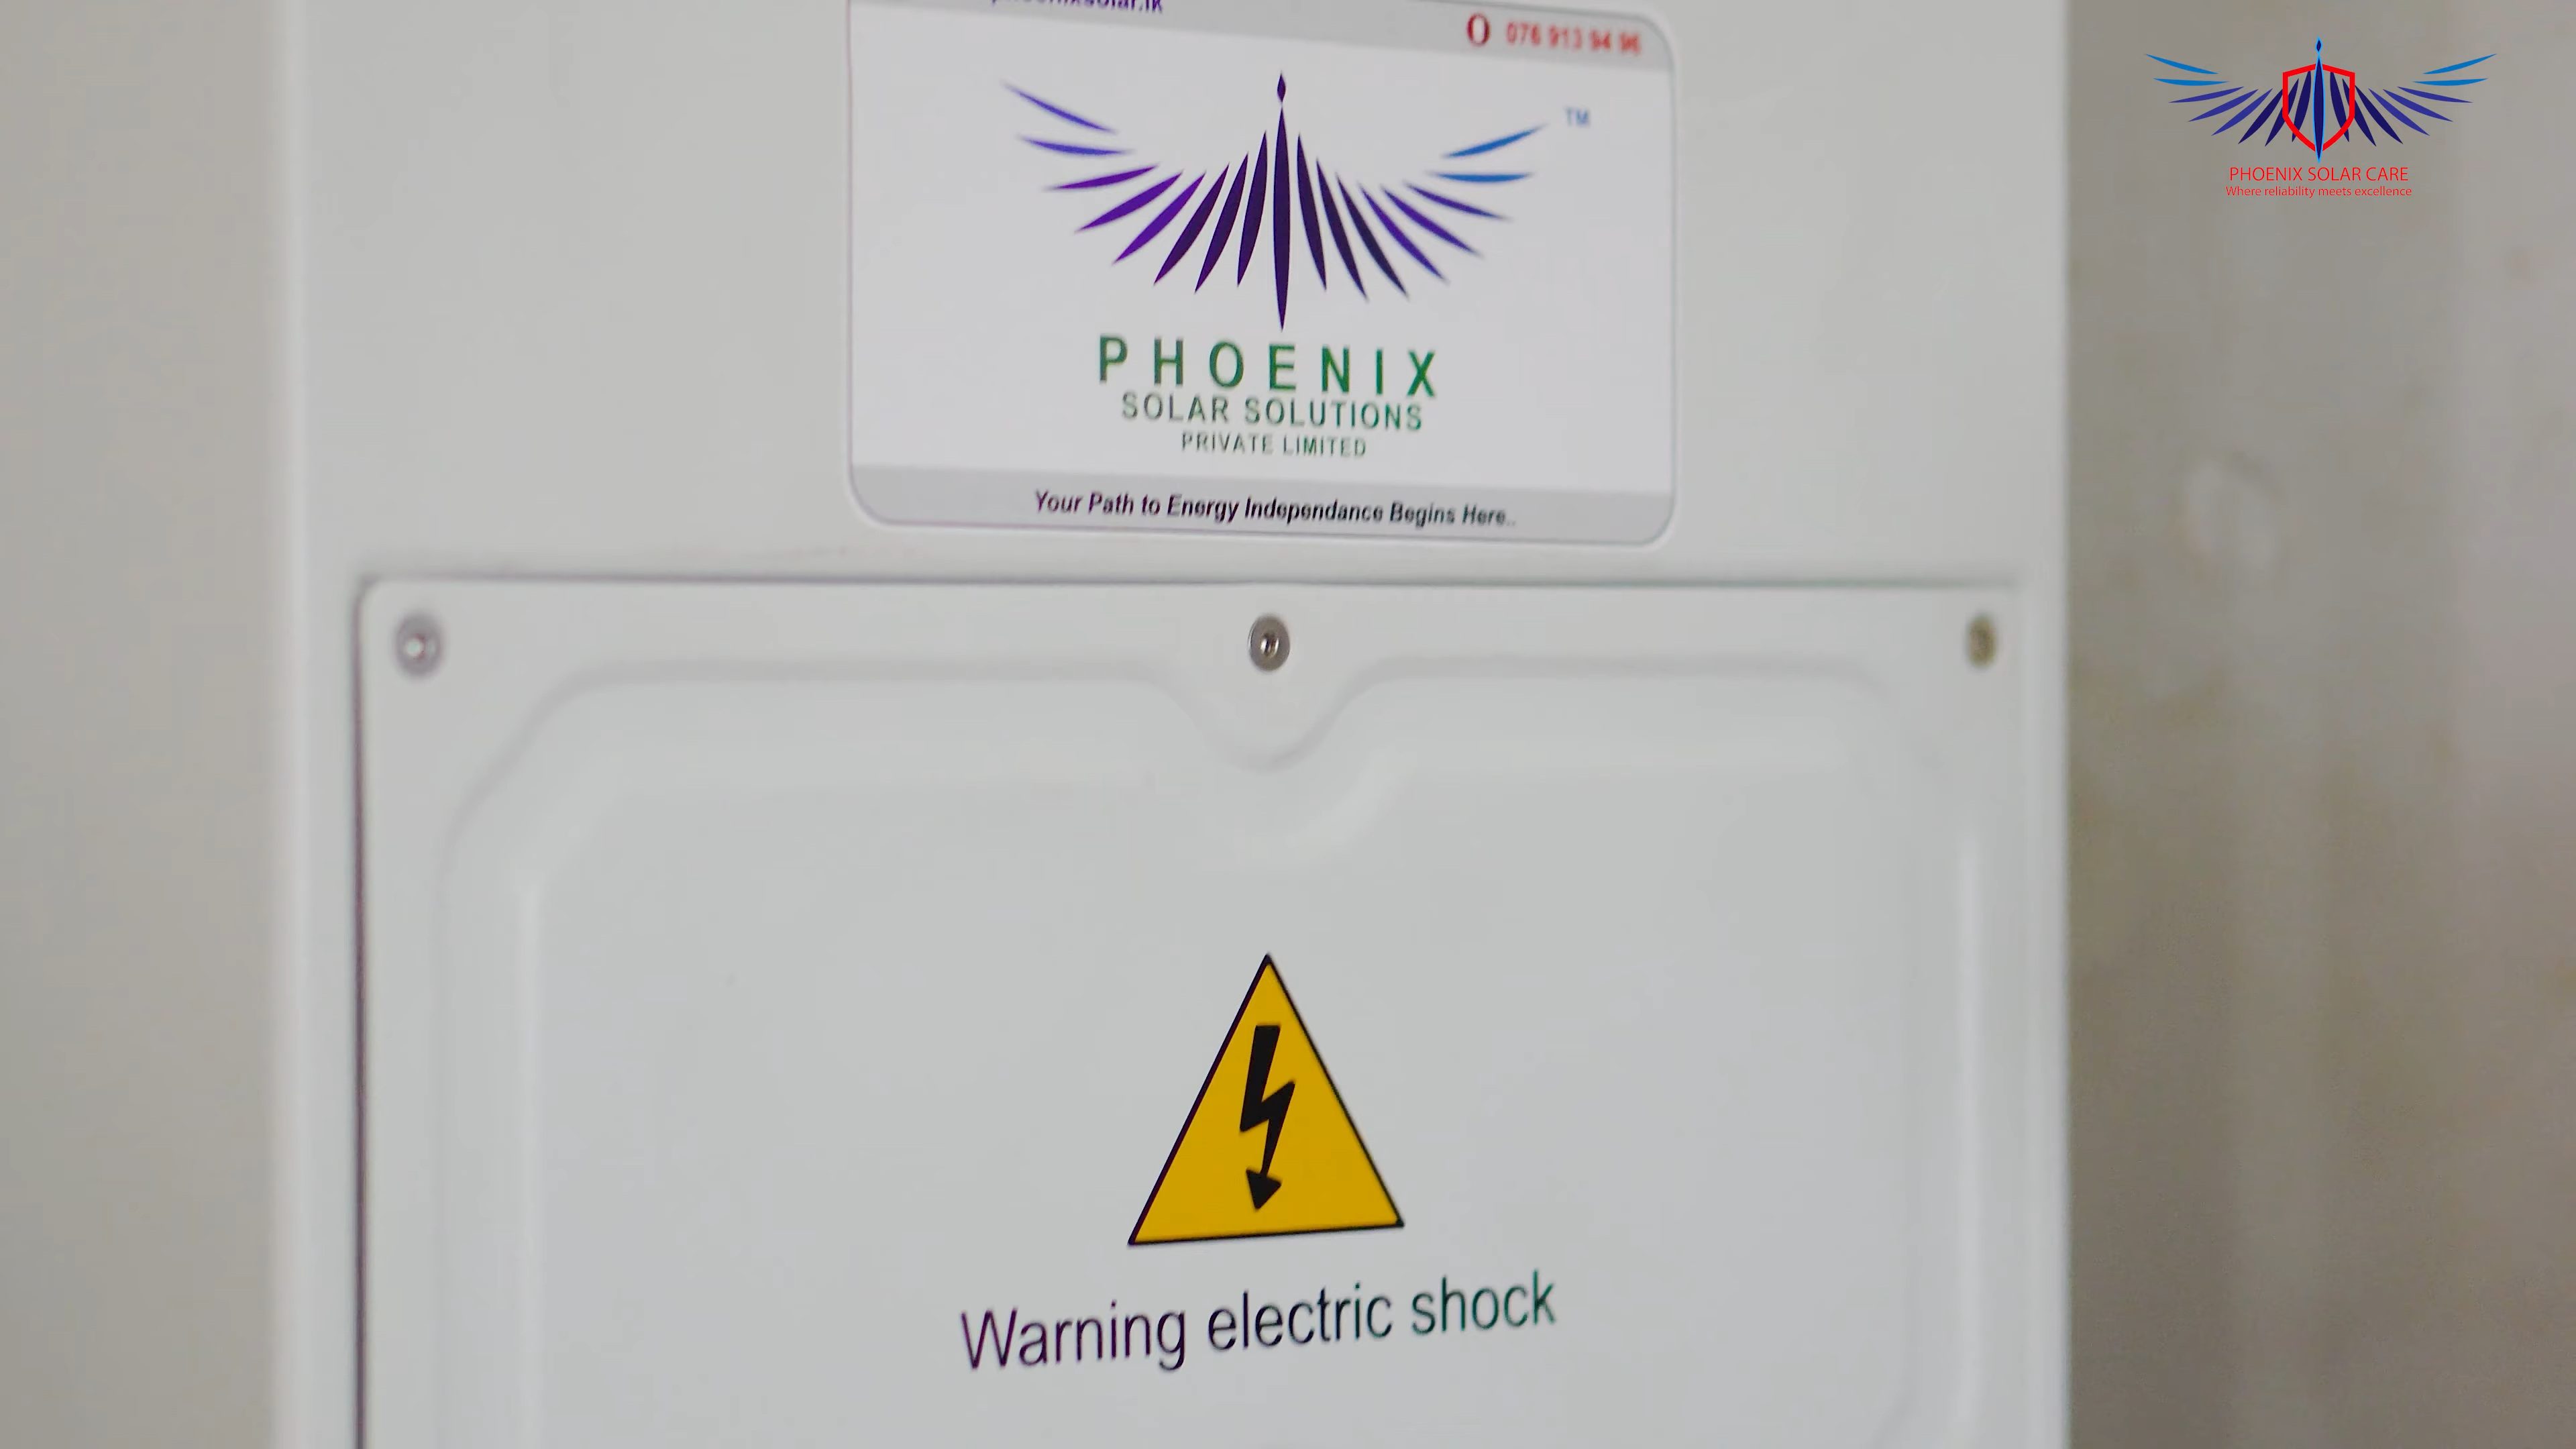 076 913 94 96
TM
PHOENIX
SOLAR SOLUTIONS
PRIVATE LIMITED
Your Path to Energy Independance Begins Here..
Warning electric shock
PHOENIX SOLAR CARE
Where reliability meets excellence